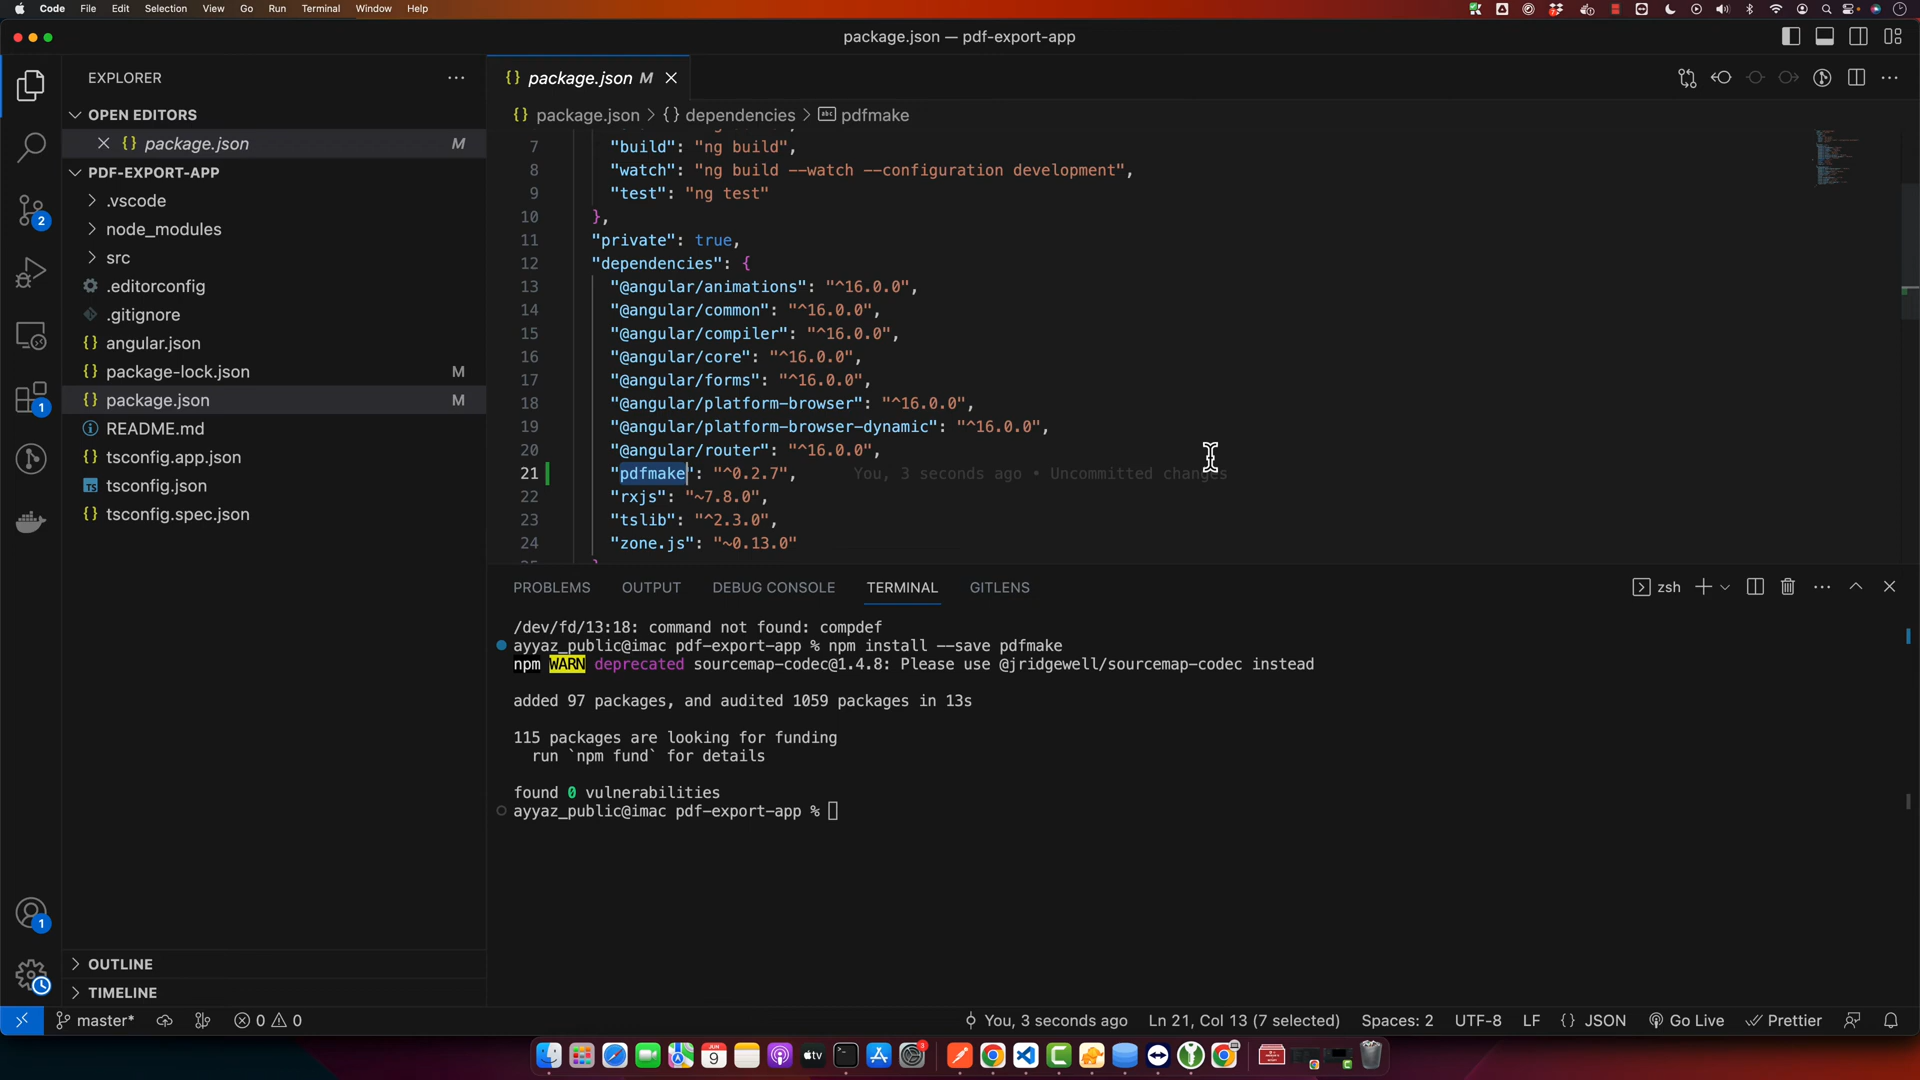 Code File Edit Selection View Go Run Terminal Window Help
package.json — pdf-export-app
EXPLORER
OPEN EDITORS
package.json M
PDF-EXPORT-APP
.vscode
node_modules
src
.editorconfig
.gitignore
angular.json
package-lock.json M
package.json M
README.md
tsconfig.app.json
tsconfig.json
tsconfig.spec.json
OUTLINE
TIMELINE
2
1
1
package.json M
package.json > {} dependencies > abc pdfmake
7 "build": "ng build",
8 "watch": "ng build --watch --configuration development",
9 "test": "ng test"
10 },
11 "private": true,
12 "dependencies": {
13 "@angular/animations": "^16.0.0",
14 "@angular/common": "^16.0.0",
15 "@angular/compiler": "^16.0.0",
16 "@angular/core": "^16.0.0",
17 "@angular/forms": "^16.0.0",
18 "@angular/platform-browser": "^16.0.0",
19 "@angular/platform-browser-dynamic": "^16.0.0",
20 "@angular/router": "^16.0.0",
21 "pdfmake": "^0.2.7", You, 3 seconds ago • Uncommitted changes
22 "rxjs": "~7.8.0",
23 "tslib": "^2.3.0",
24 "zone.js": "~0.13.0"
PROBLEMS OUTPUT DEBUG CONSOLE TERMINAL GITLENS zsh
/dev/fd/13:18: command not found: compdef
ayyaz_public@imac pdf-export-app % npm install --save pdfmake
npm WARN deprecated sourcemap-codec@1.4.8: Please use @jridgewell/sourcemap-codec instead
added 97 packages, and audited 1059 packages in 13s
115 packages are looking for funding
run `npm fund` for details
found 0 vulnerabilities
ayyaz_public@imac pdf-export-app %
master* 0 0 You, 3 seconds ago Ln 21, Col 13 (7 selected) Spaces: 2 UTF-8 LF {} JSON Go Live Prettier
JUN
9
tv